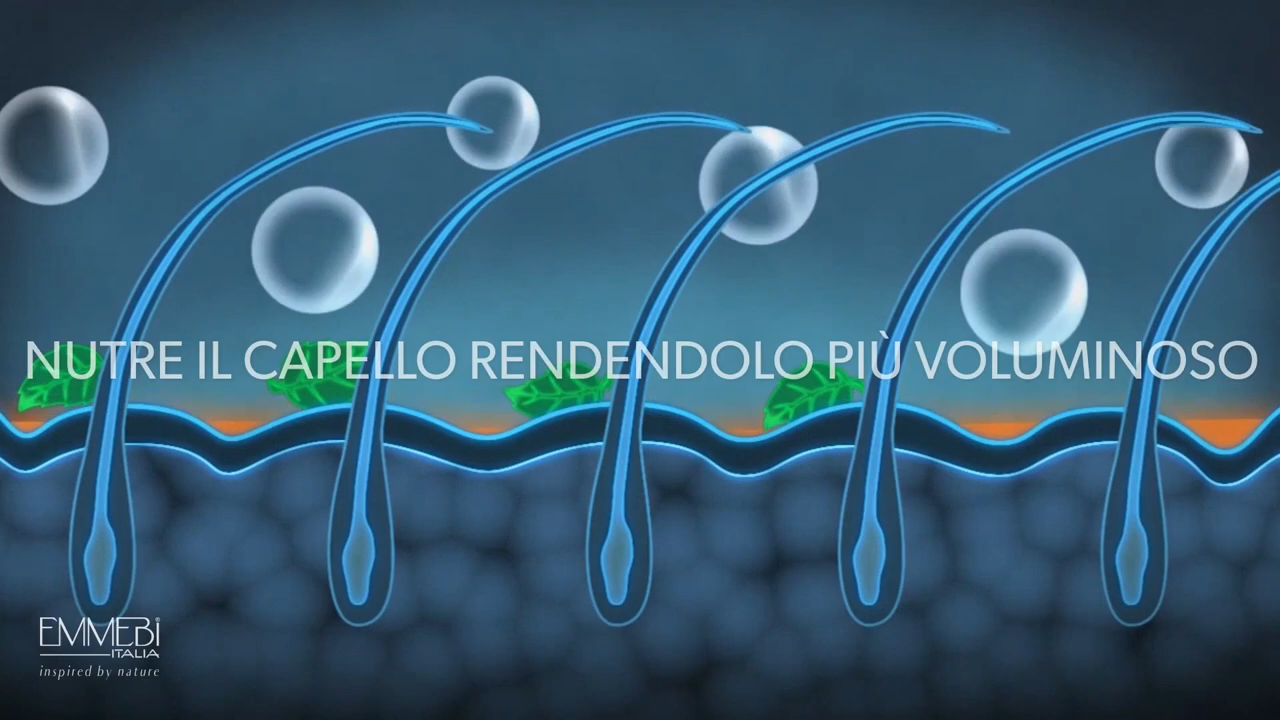 NUTRE IL CAPELLO RENDENDOLO PIÙ VOLUMINOSO
EMMEBI®
ITALIA
inspired by nature